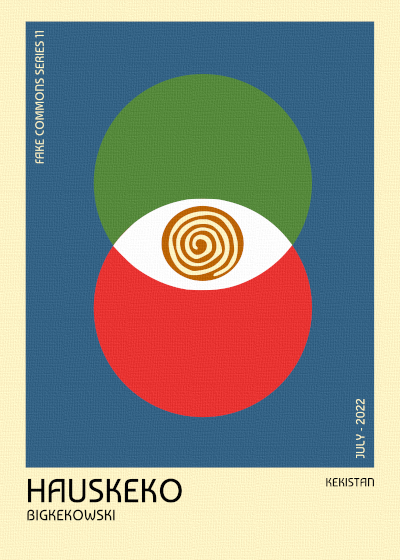 FAKE COMMONS SERIES 11
JULY - 2022
HAUSKEKO
KEKISTAN
BIGKEKOWSKI